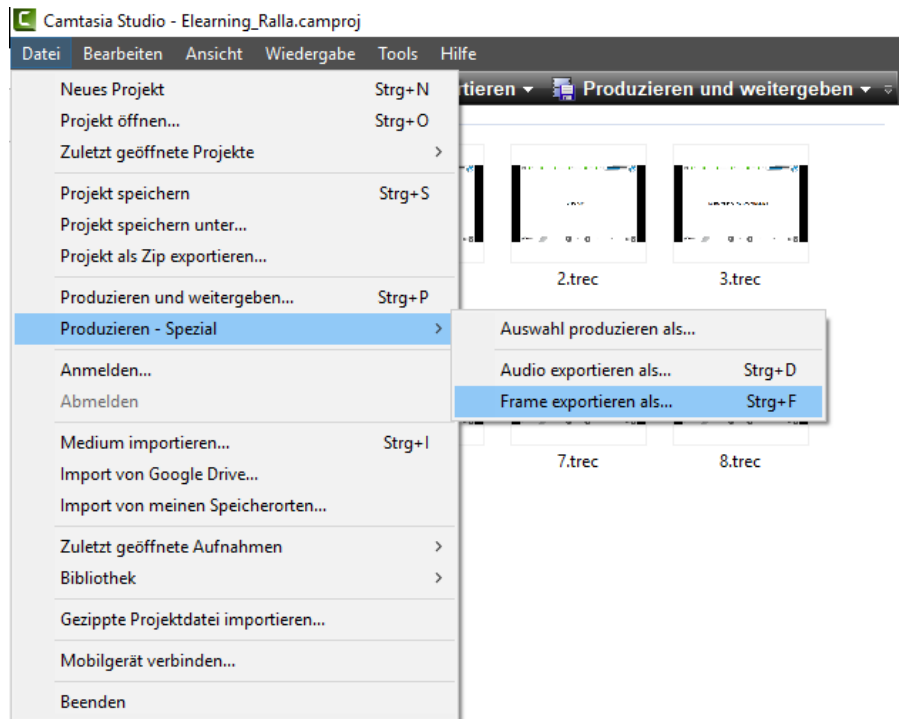 Camtasia Studio - Elearning_Ralla.camproj
Datei Bearbeiten Ansicht Wiedergabe Tools Hilfe
Neues Projekt Strg+N
tieren Produzieren und weitergeben
Projekt öffnen... Strg+O
Zuletzt geöffnete Projekte
Projekt speichern Strg+S
Projekt speichern unter...
Projekt als Zip exportieren...
2.trec 3.trec
Produzieren und weitergeben... Strg+P
Produzieren - Spezial
Auswahl produzieren als...
Anmelden...
Audio exportieren als... Strg+D
Abmelden
Frame exportieren als... Strg+F
Medium importieren... Strg+I
7.trec 8.trec
Import von Google Drive...
Import von meinen Speicherorten...
Zuletzt geöffnete Aufnahmen
Bibliothek
Gezippte Projektdatei importieren...
Mobilgerät verbinden...
Beenden